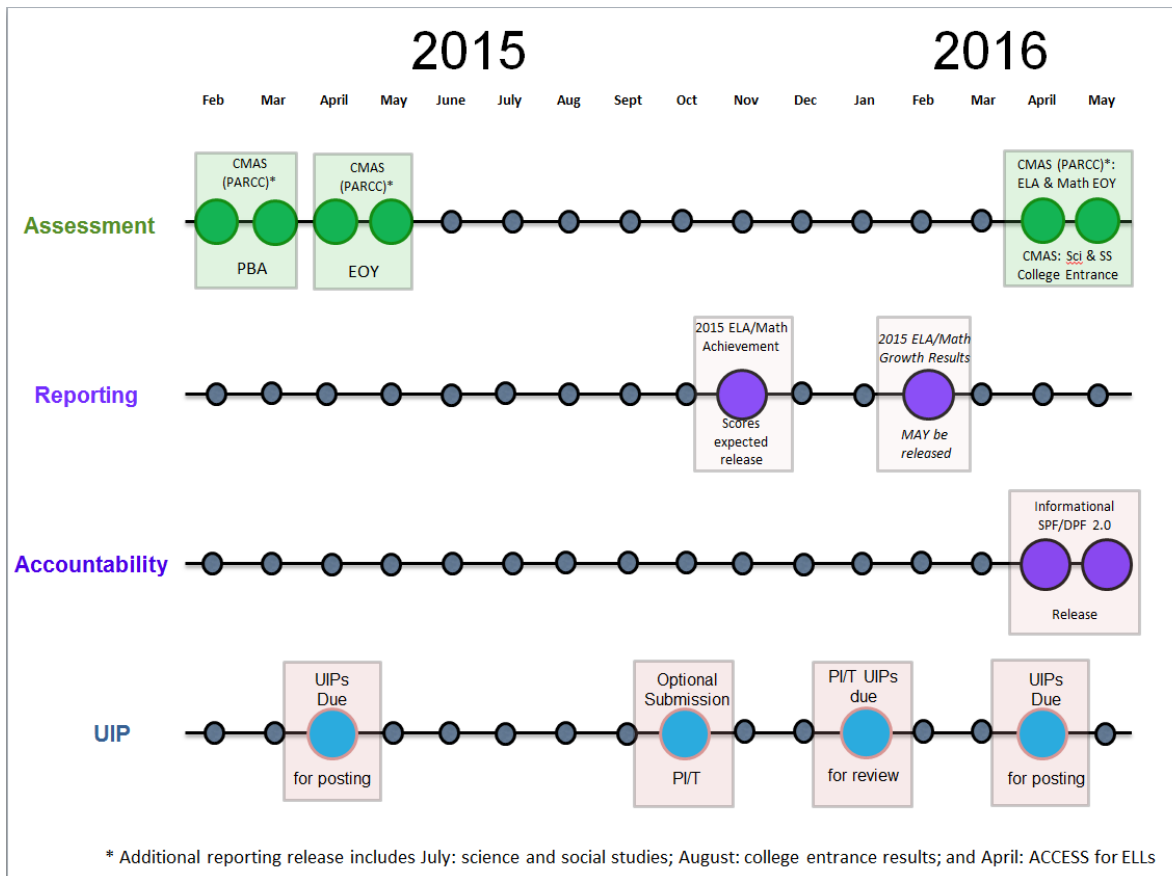 2015
2016
Feb Mar April May June July Aug Sept Oct Nov Dec Jan Feb Mar April May
Assessment
CMAS
(PARCC)*
PBA
CMAS
(PARCC)*
EOY
CMAS (PARCC)*:
ELA & Math EOY
CMAS: Sci & SS
College Entrance
Reporting
2015 ELA/Math
Achievement
Scores
expected
release
2015 ELA/Math
Growth Results
MAY be
released
Accountability
Informational
SPF/DPF 2.0
Release
UIP
UIPs
Due
for posting
Optional
Submission
PI/T
PI/T UIPs
due
for review
UIPs
Due
for posting
* Additional reporting release includes July: science and social studies; August: college entrance results; and April: ACCESS for ELLs